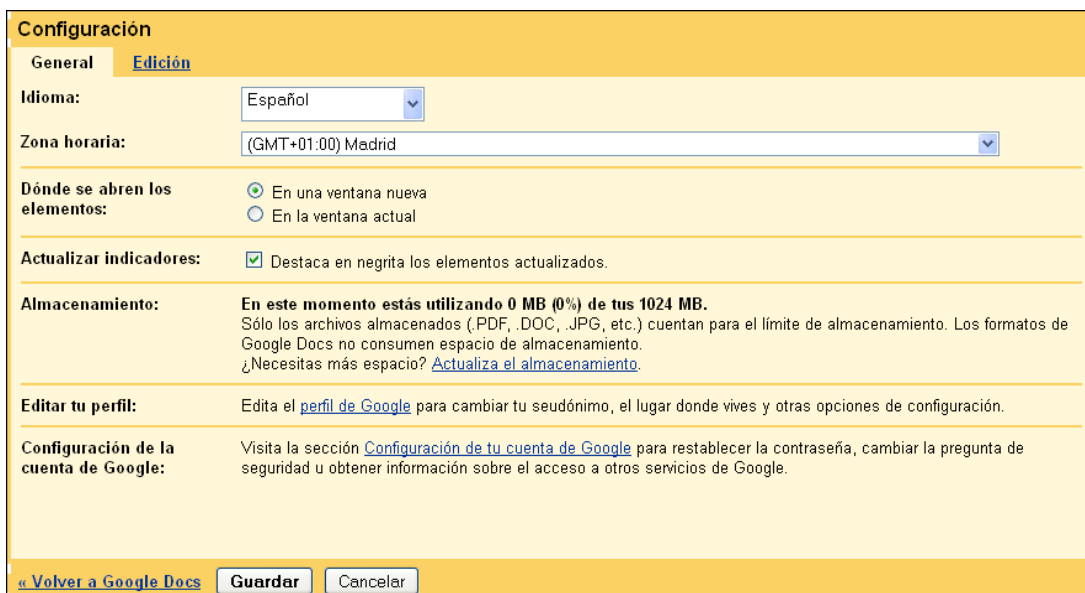 Configuración
General Edición
Idioma: Español
Zona horaria: (GMT+01:00) Madrid
Dónde se abren los
elementos:
En una ventana nueva
En la ventana actual
Actualizar indicadores: Destaca en negrita los elementos actualizados.
Almacenamiento: En este momento estás utilizando 0 MB (0%) de tus 1024 MB.
Sólo los archivos almacenados (.PDF, .DOC, .JPG, etc.) cuentan para el límite de almacenamiento. Los formatos de
Google Docs no consumen espacio de almacenamiento.
¿Necesitas más espacio? Actualiza el almacenamiento.
Editar tu perfil: Edita el perfil de Google para cambiar tu seudónimo, el lugar donde vives y otras opciones de configuración.
Configuración de la
cuenta de Google:
Visita la sección Configuración de tu cuenta de Google para restablecer la contraseña, cambiar la pregunta de
seguridad u obtener información sobre el acceso a otros servicios de Google.
« Volver a Google Docs Guardar Cancelar